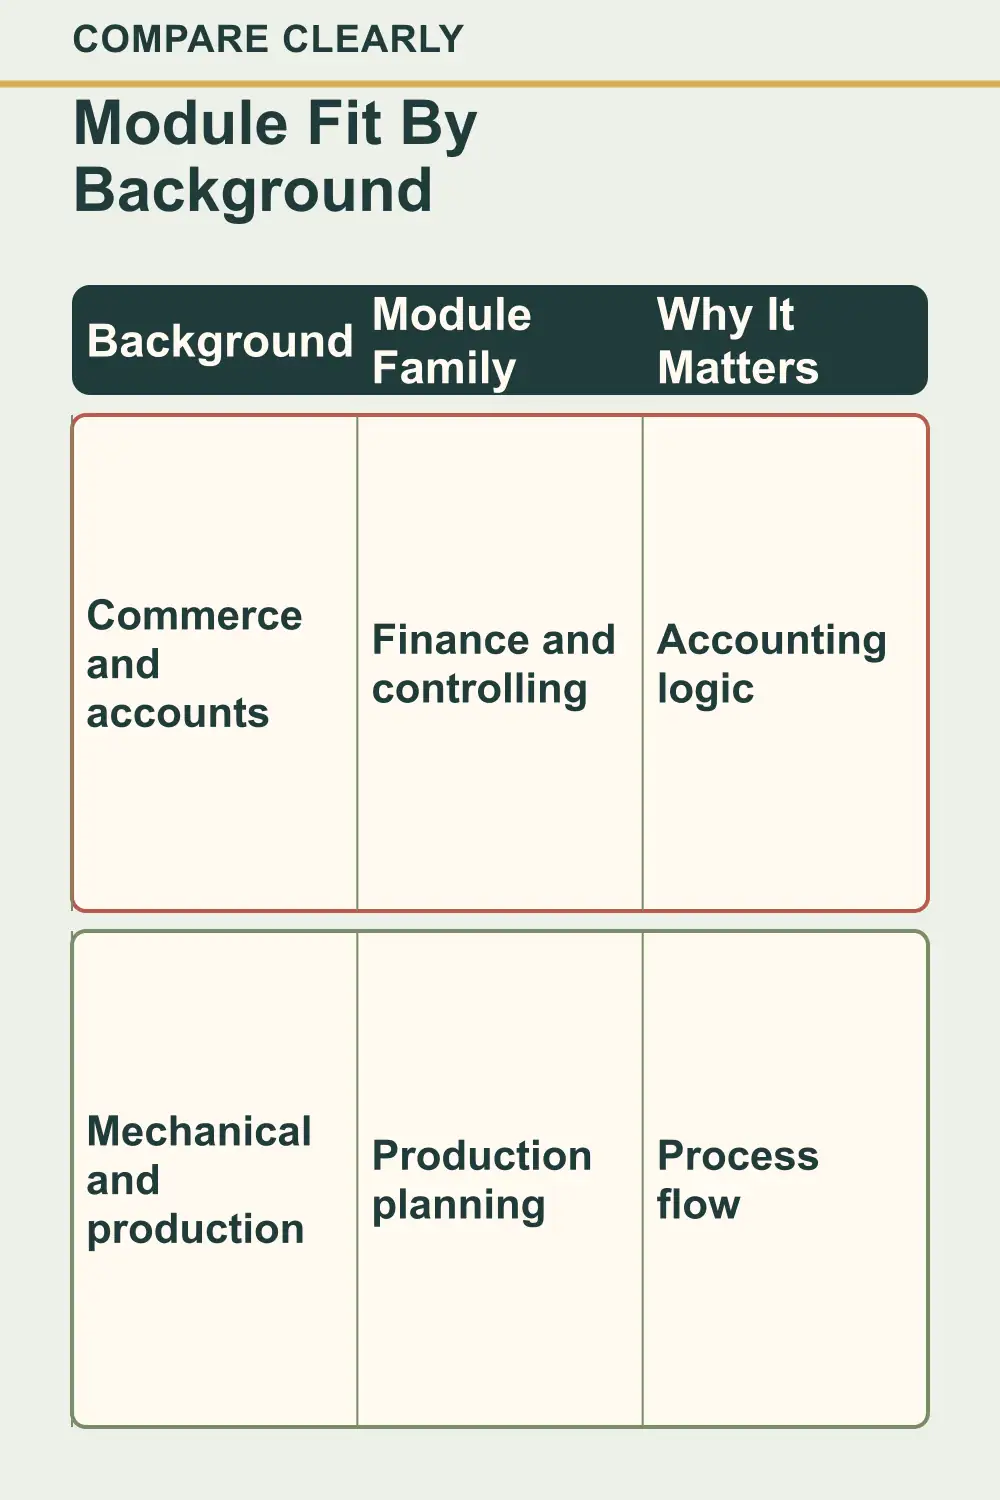 COMPARE CLEARLY
Module Fit By
Background
Background
Module
Family
Why It
Matters
Commerce
and
accounts
Finance and
controlling
Accounting
logic
Mechanical
and
production
Production
planning
Process
flow